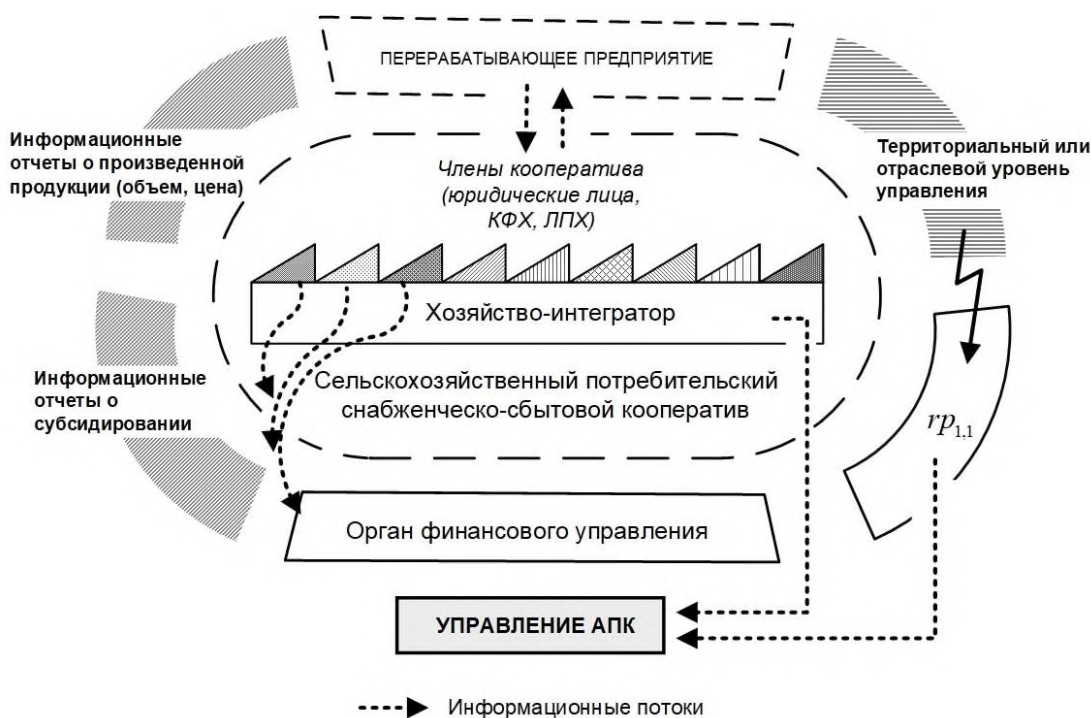 ПЕРЕРАБАТЫВАЮЩЕЕ ПРЕДПРИЯТИЕ
Информационные
отчеты о произведенной
продукции (объем, цена)
Члены кооператива
(юридические лица,
КФХ, ЛПХ)
Территориальный или
отраслевой уровень
управления
Хозяйство-интегратор
Информационные
отчеты о
субсидировании
Сельскохозяйственный потребительский
снабженческо-сбытовой кооператив
rp1,1
Орган финансового управления
УПРАВЛЕНИЕ АПК
Информационные потоки